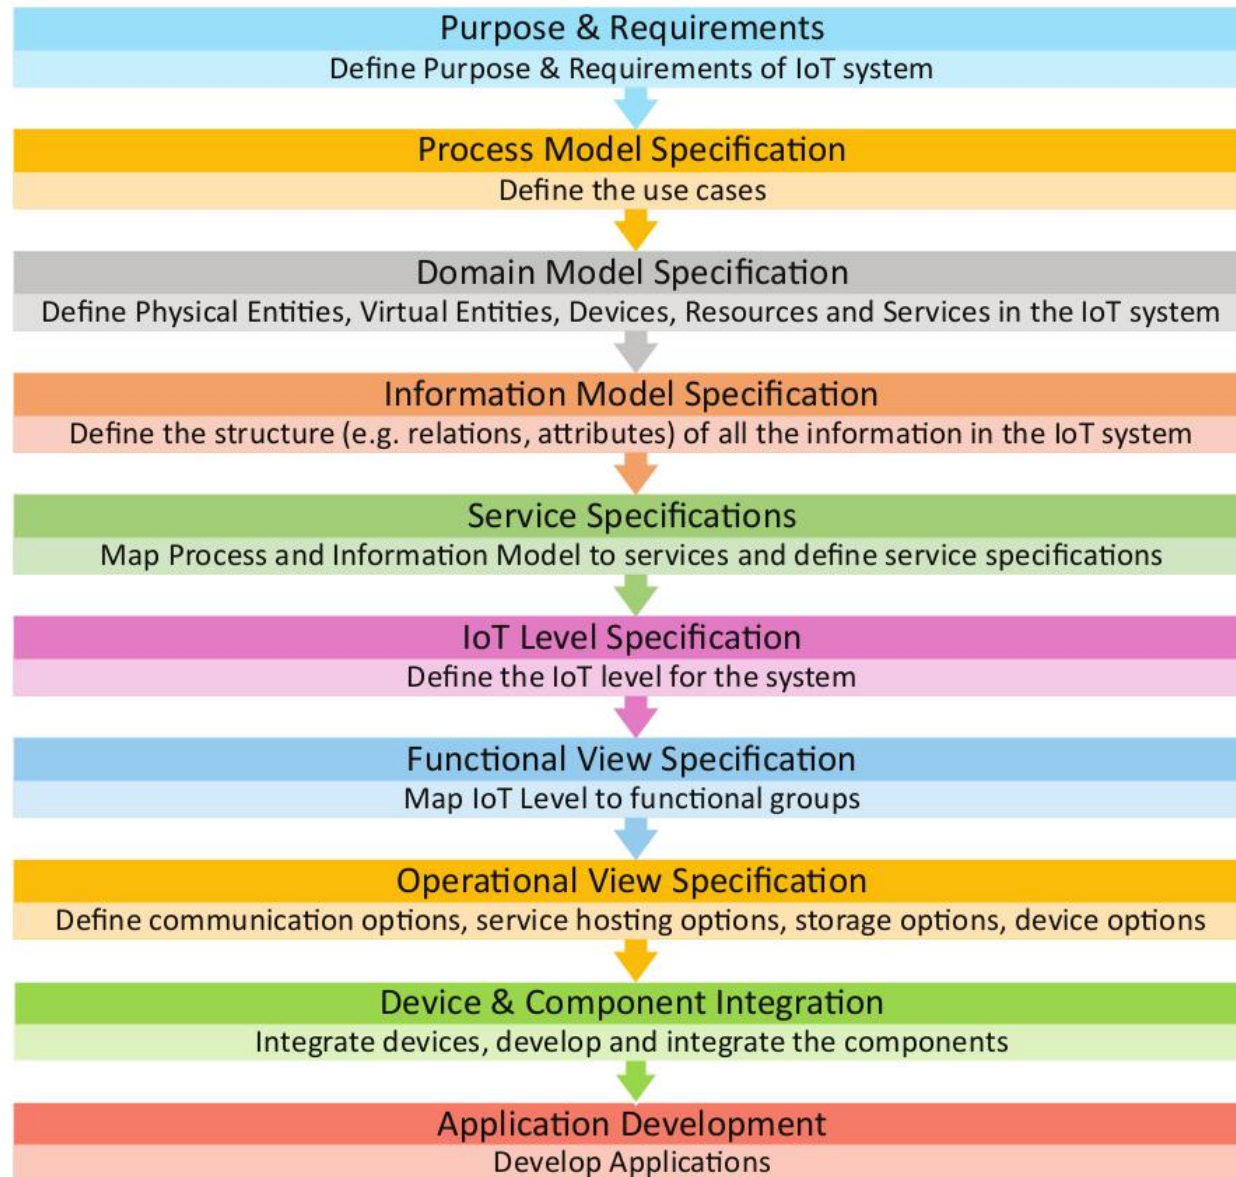 Purpose & Requirements
Define Purpose & Requirements of IoT system
Process Model Specification
Define the use cases
Domain Model Specification
Define Physical Entities, Virtual Entities, Devices, Resources and Services in the IoT system
Information Model Specification
Define the structure (e.g. relations, attributes) of all the information in the IoT system
Service Specifications
Map Process and Information Model to services and define service specifications
IoT Level Specification
Define the IoT level for the system
Functional View Specification
Map IoT Level to functional groups
Operational View Specification
Define communication options, service hosting options, storage options, device options
Device & Component Integration
Integrate devices, develop and integrate the components
Application Development
Develop Applications